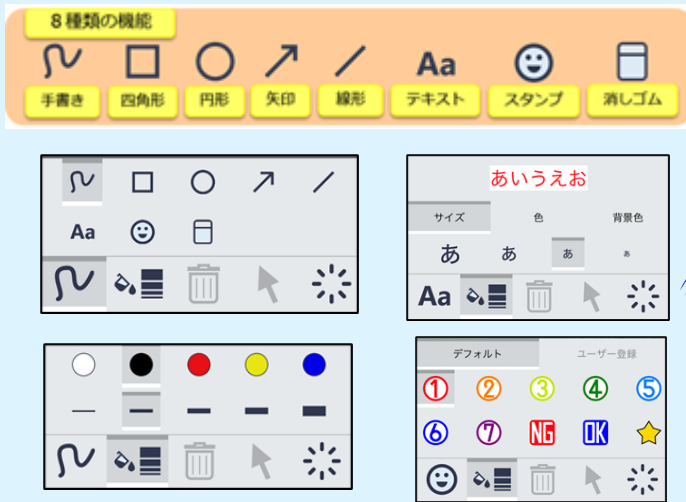 8種類の機能
Aa
手書き 四角形 円形 矢印 線形 テキスト スタンプ 消しゴム
Aa
あいうえお
サイズ 色 背景色
あ あ あ あ
Aa
デフォルト ユーザー登録
① ② ③ ④ ⑤
⑥ ⑦ NG OK